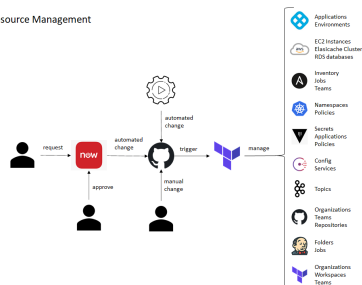 source Management
request
now
automated
change
approve
automated
change
manual
change
trigger
manage
Applications
Environments
aws
EC2 Instances
Elasicache Cluster
RDS databases
A
Inventory
Jobs
Teams
Namespaces
Policies
Secrets
Applications
Policies
Config
Services
Topics
Organizations
Teams
Repositories
Folders
Jobs
Organizations
Workspaces
Teams